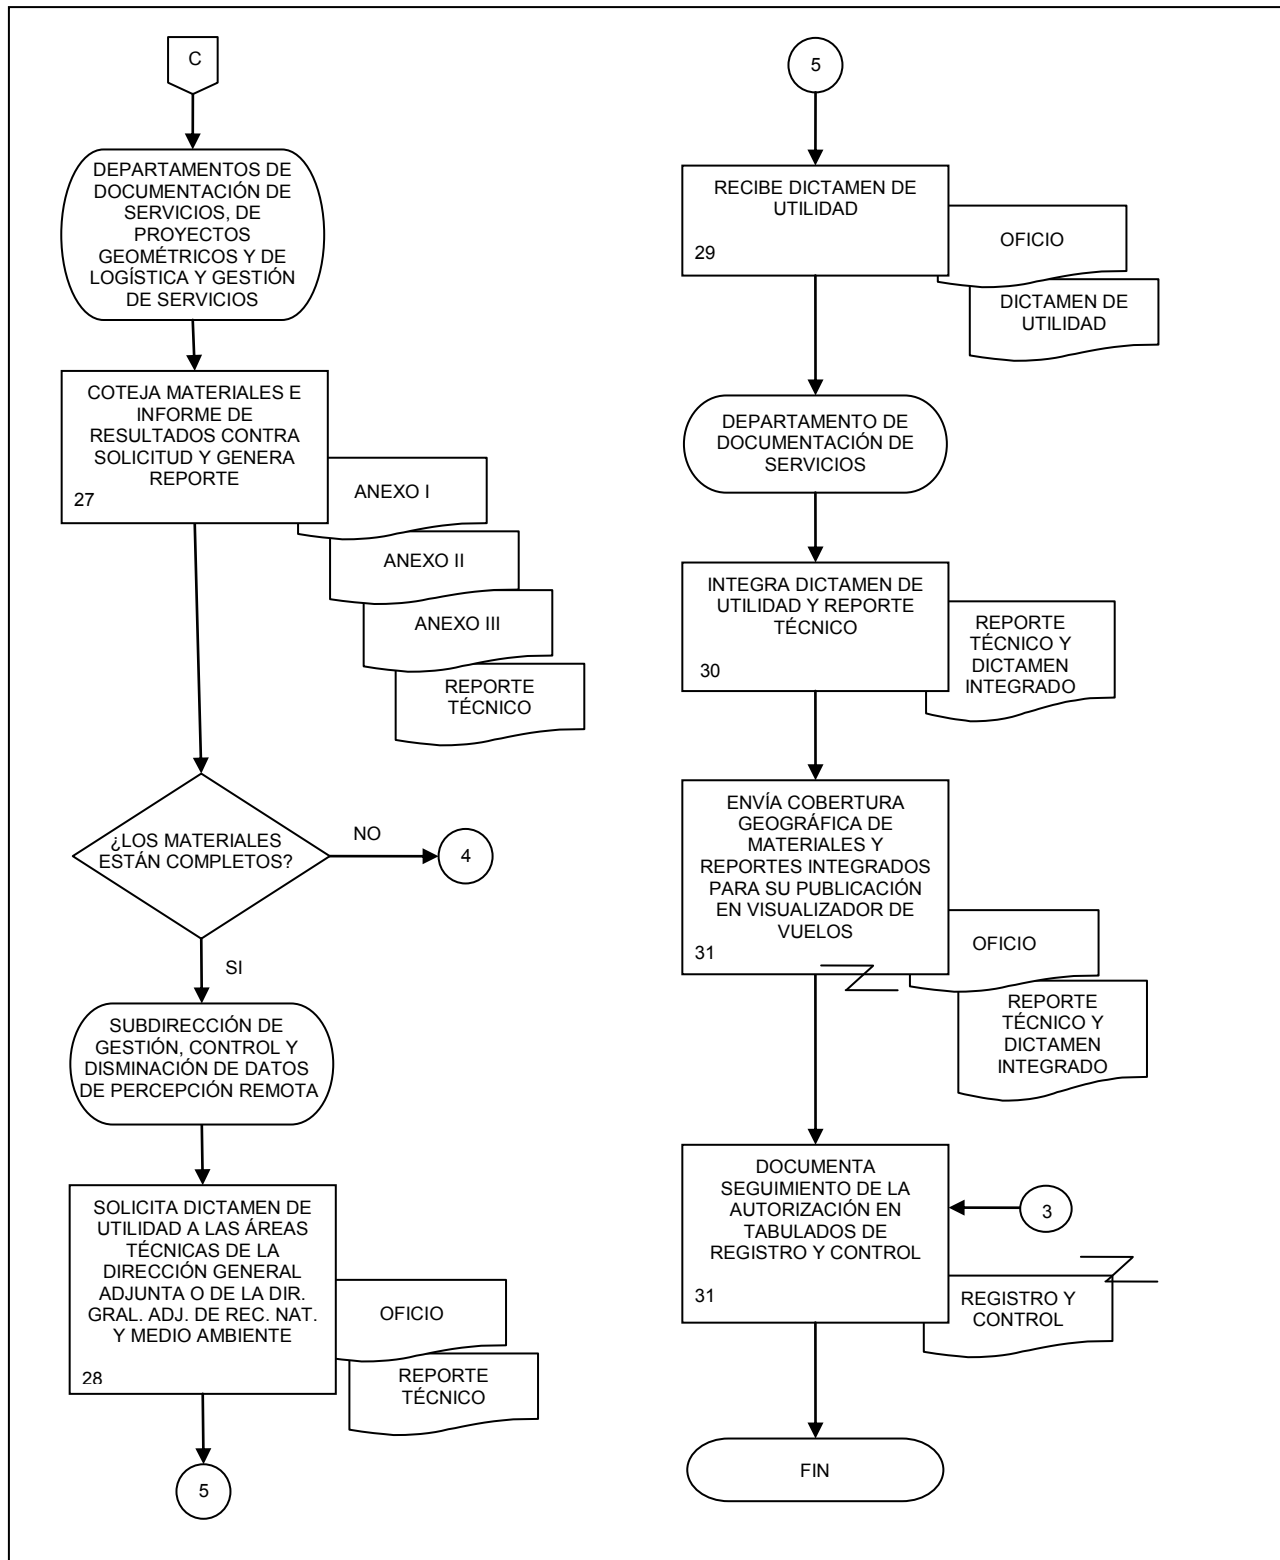 C
DEPARTAMENTOS DE
DOCUMENTACIÓN DE
SERVICIOS, DE
PROYECTOS
GEOMÉTRICOS Y DE
LOGÍSTICA Y GESTIÓN
DE SERVICIOS
COTEJA MATERIALES E
INFORME DE
RESULTADOS CONTRA
SOLICITUD Y GENERA
REPORTE
27
ANEXO I
ANEXO II
ANEXO III
REPORTE
TÉCNICO
¿LOS MATERIALES
ESTÁN COMPLETOS?
NO
4
SI
SUBDIRECCIÓN DE
GESTIÓN, CONTROL Y
DISMINACIÓN DE DATOS
DE PERCEPCIÓN REMOTA
SOLICITA DICTAMEN DE
UTILIDAD A LAS ÁREAS
TÉCNICAS DE LA
DIRECCIÓN GENERAL
ADJUNTA O DE LA DIR.
GRAL. ADJ. DE REC. NAT.
Y MEDIO AMBIENTE
28
OFICIO
REPORTE
TÉCNICO
5
5
RECIBE DICTAMEN DE
UTILIDAD
29
OFICIO
DICTAMEN DE
UTILIDAD
DEPARTAMENTO DE
DOCUMENTACIÓN DE
SERVICIOS
INTEGRA DICTAMEN DE
UTILIDAD Y REPORTE
TÉCNICO
30
REPORTE
TÉCNICO Y
DICTAMEN
INTEGRADO
ENVÍA COBERTURA
GEOGRÁFICA DE
MATERIALES Y
REPORTES INTEGRADOS
PARA SU PUBLICACIÓN
EN VISUALIZADOR DE
VUELOS
31
OFICIO
REPORTE
TÉCNICO Y
DICTAMEN
INTEGRADO
DOCUMENTA
SEGUIMIENTO DE LA
AUTORIZACIÓN EN
TABULADOS DE
REGISTRO Y CONTROL
31
3
REGISTRO Y
CONTROL
FIN